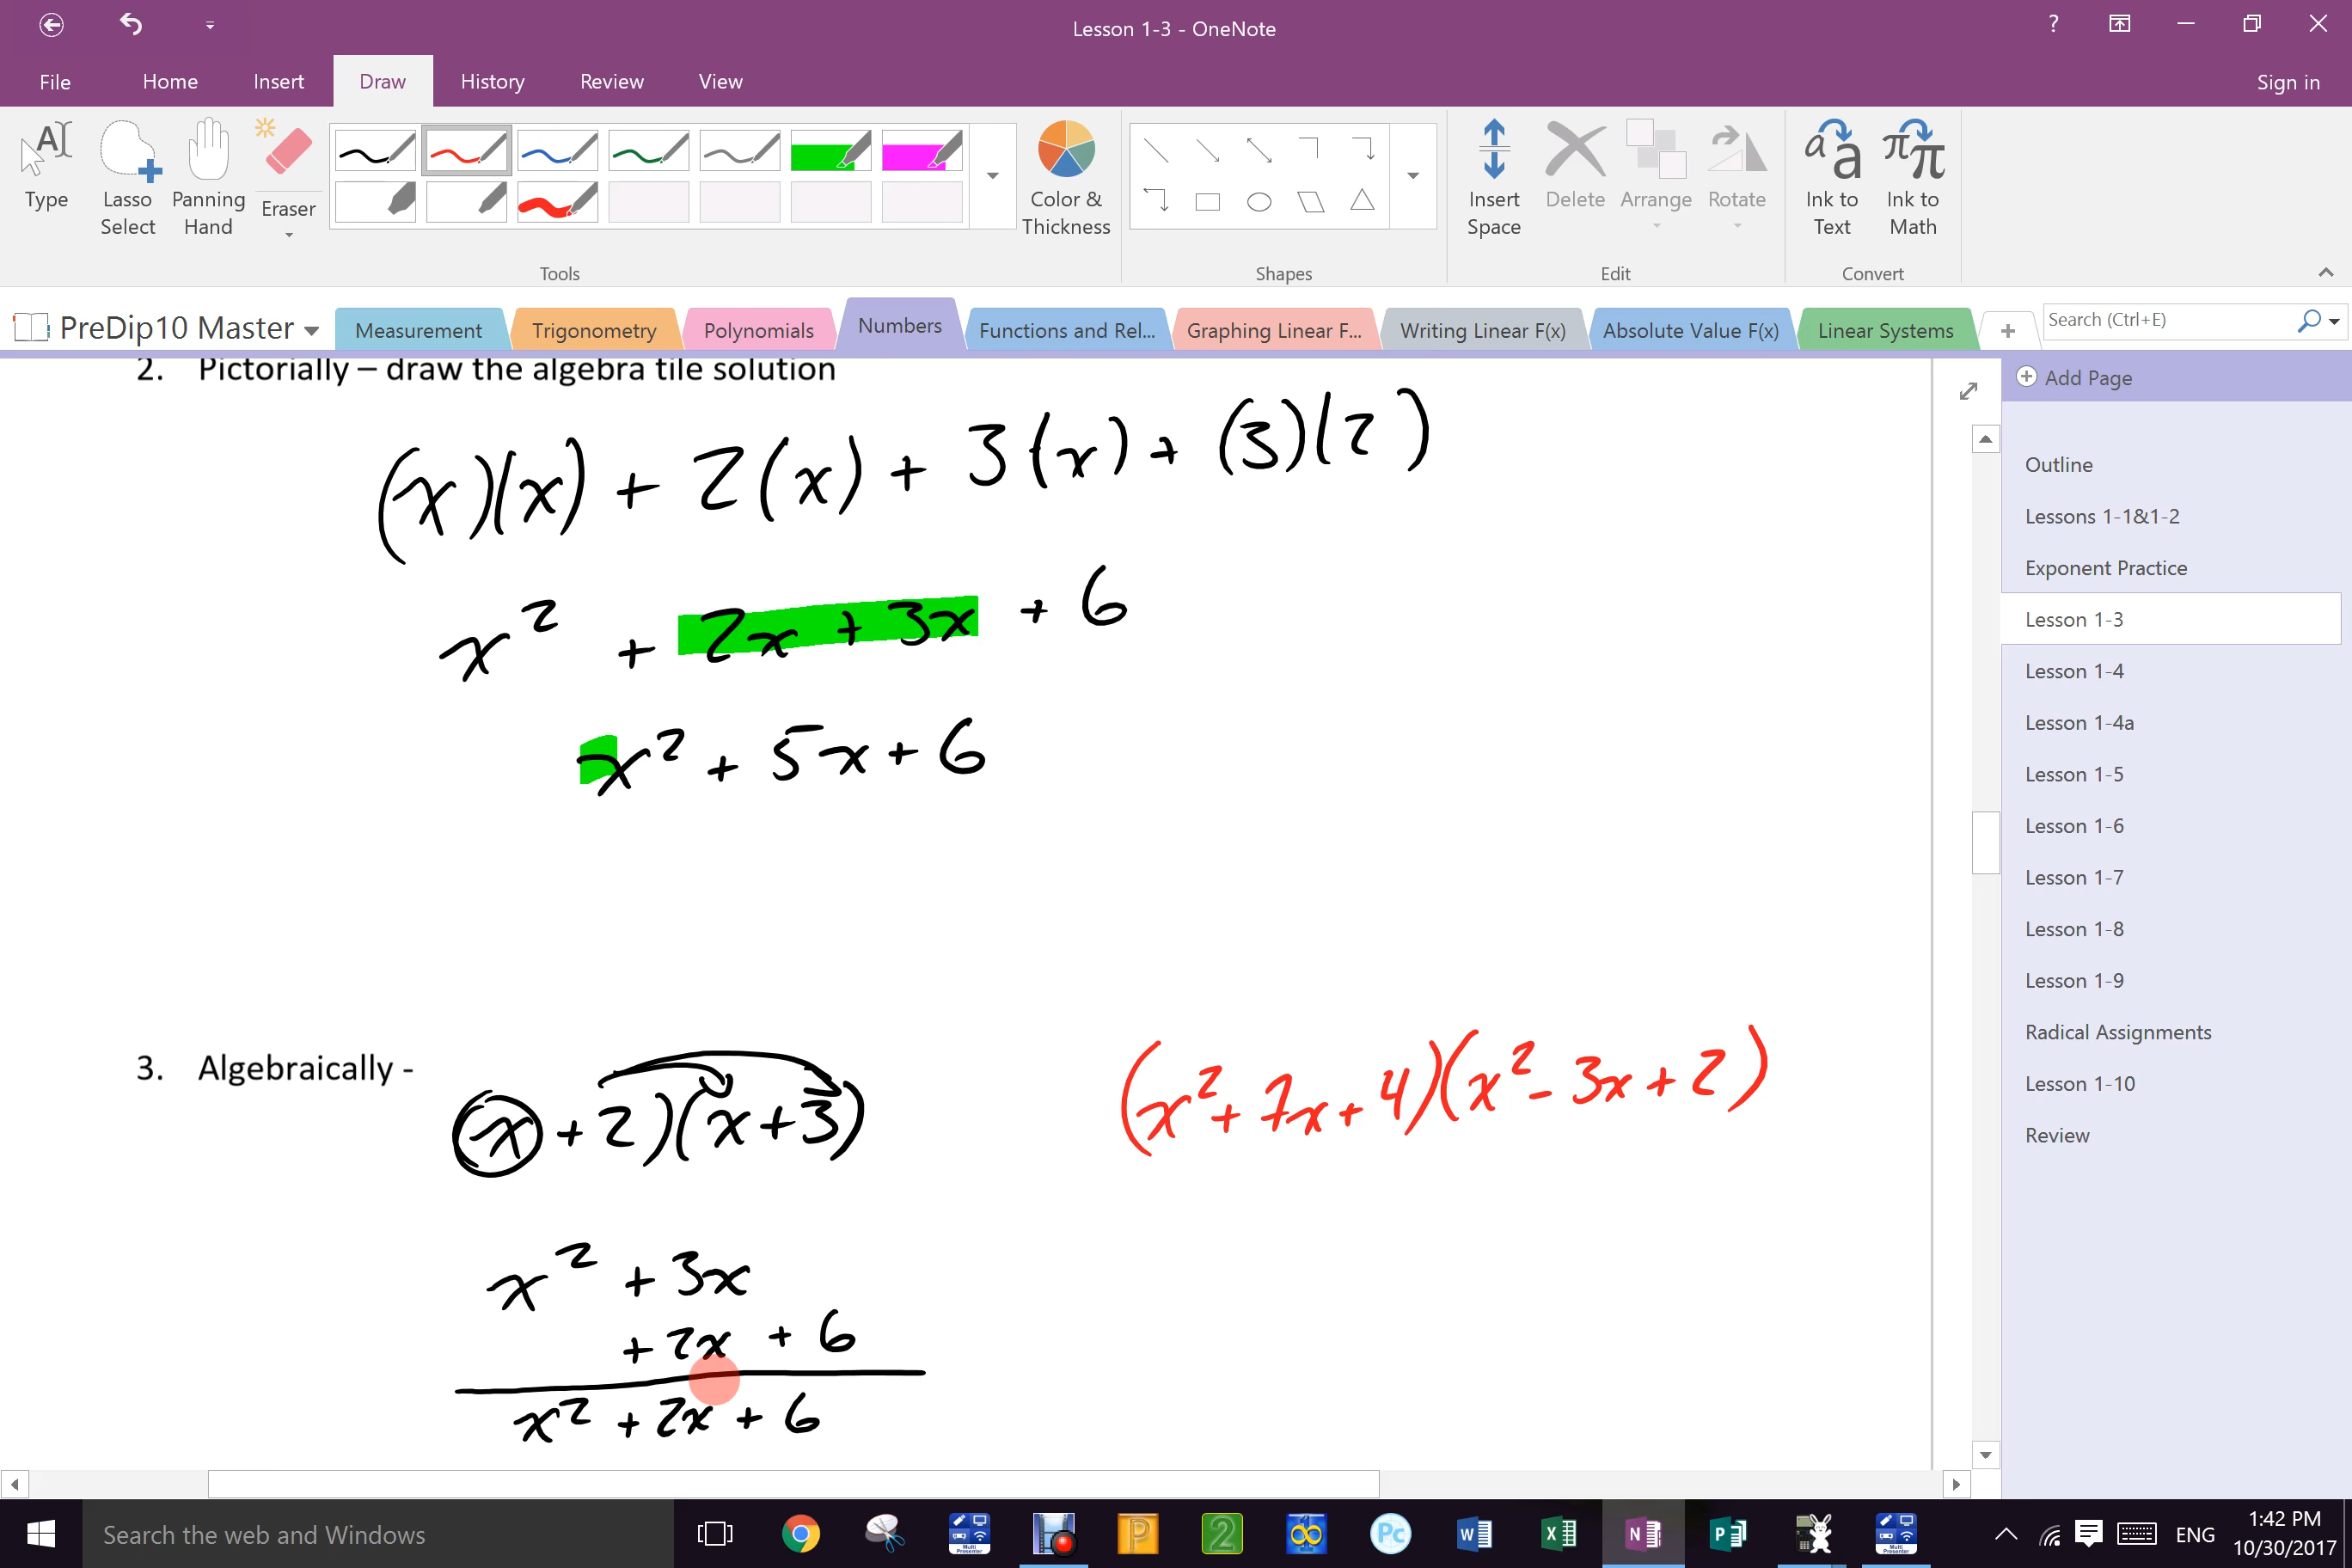 Lesson 1-3 - OneNote
?
File Home Insert Draw History Review View Sign in
Type
Lasso Select
Panning Hand
Eraser
Color & Thickness
Insert Space
Delete
Arrange
Rotate
Ink to Text
Ink to Math
Tools Shapes Edit Convert
PreDip10 Master Measurement Trigonometry Polynomials Numbers Functions and Rel... Graphing Linear F... Writing Linear F(x) Absolute Value F(x) Linear Systems + Search (Ctrl+E)
2. Pictorially – draw the algebra tile solution
(x)(x) + 2(x) + 3(x) + (3)(2)
x² + 2x + 3x + 6
x² + 5x + 6
3. Algebraically -
(x + 2)(x + 3)
(x² + 7x + 4)(x² - 3x + 2)
x² + 3x
+ 2x + 6
x² + 2x + 6
Add Page
Outline
Lessons 1-1&1-2
Exponent Practice
Lesson 1-3
Lesson 1-4
Lesson 1-4a
Lesson 1-5
Lesson 1-6
Lesson 1-7
Lesson 1-8
Lesson 1-9
Radical Assignments
Lesson 1-10
Review
Search the web and Windows
ENG
1:42 PM
10/30/2017